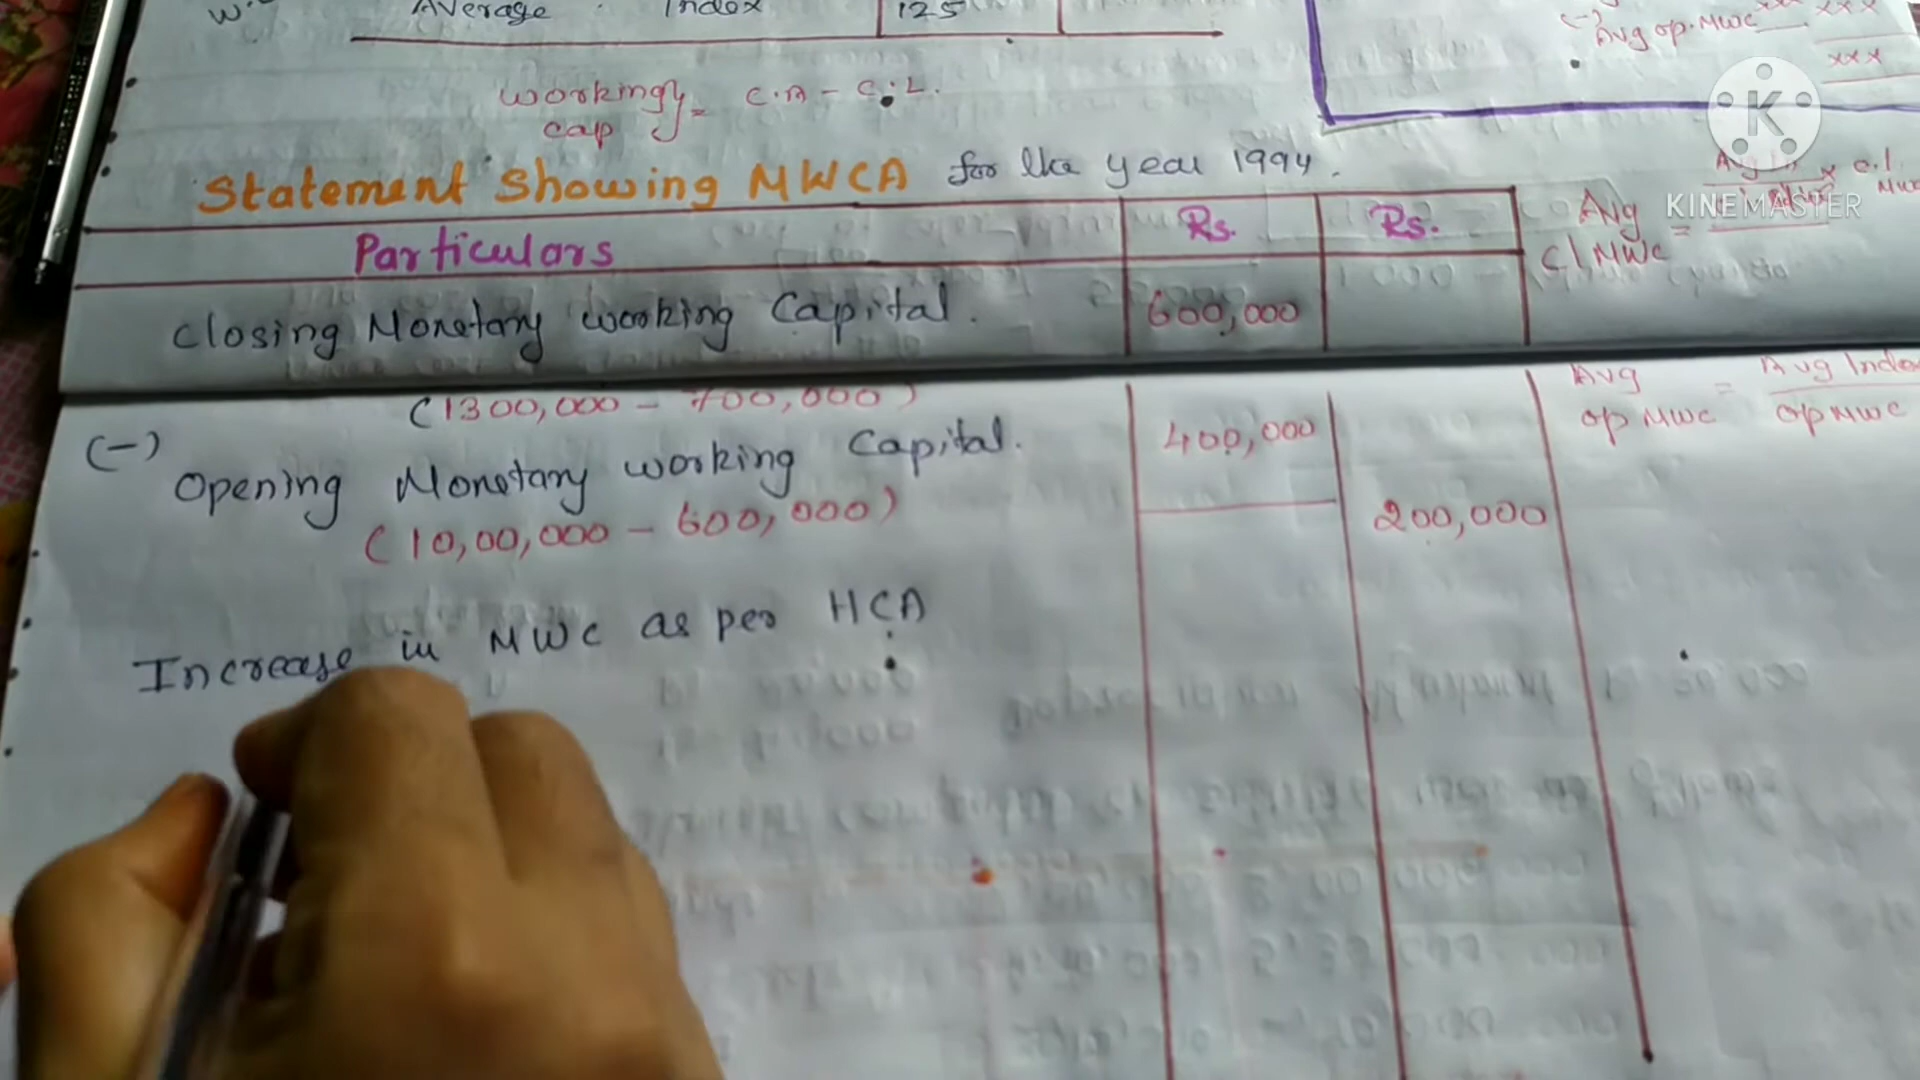 Average Index 125
(-) Avg op. MWC xxx xxx
xxx
Working cap = C.A - C.L.
Statement Showing MWCA for the year 1994.
KINEMASTER
Particulars Rs. Rs.
Avg Cl MWC =
Closing Monetary working Capital. 600,000
(1300,000 - 700,000)
(-) Opening Monetary working Capital. 400,000
(10,00,000 - 600,000) 200,000
Avg op MWC = Avg Index
op MWC
Increase in MWC as per HCA